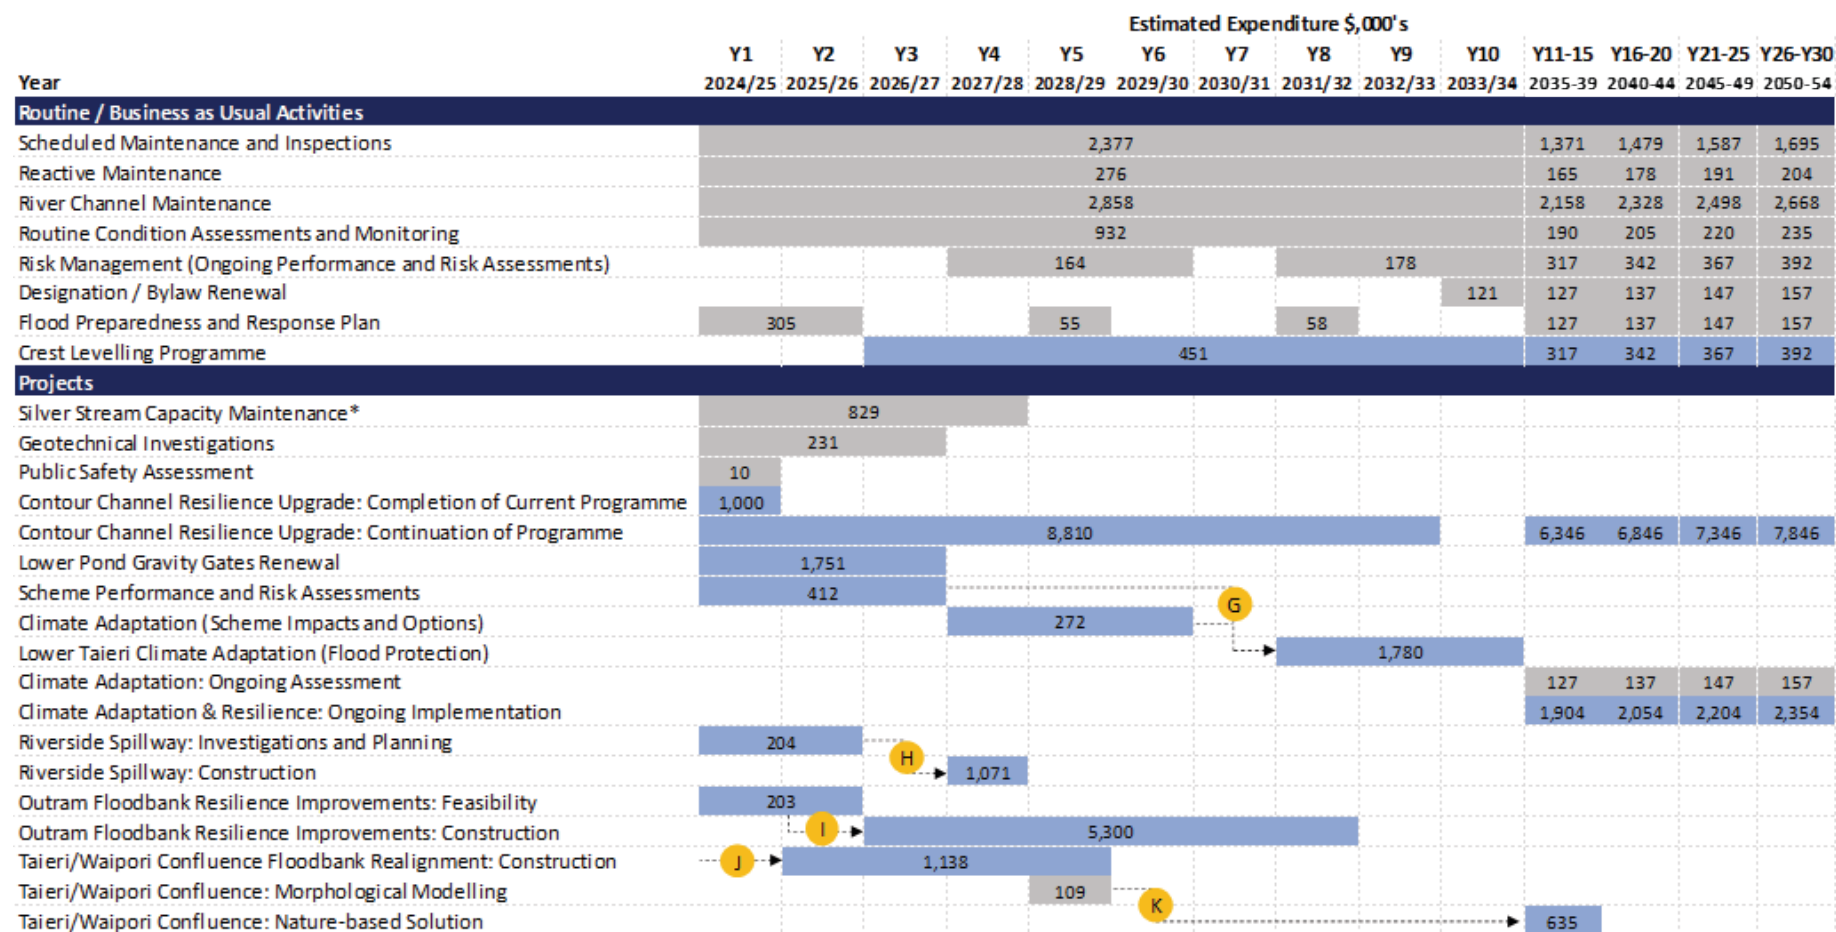 Estimated Expenditure $,000's
Y1 Y2 Y3 Y4 Y5 Y6 Y7 Y8 Y9 Y10 Y11-15 Y16-20 Y21-25 Y26-Y30
Year 2024/25 2025/26 2026/27 2027/28 2028/29 2029/30 2030/31 2031/32 2032/33 2033/34 2035-39 2040-44 2045-49 2050-54
Routine / Business as Usual Activities
Scheduled Maintenance and Inspections 2,377 1,371 1,479 1,587 1,695
Reactive Maintenance 276 165 178 191 204
River Channel Maintenance 2,858 2,158 2,328 2,498 2,668
Routine Condition Assessments and Monitoring 932 190 205 220 235
Risk Management (Ongoing Performance and Risk Assessments) 164 178 317 342 367 392
Designation / Bylaw Renewal 121 127 137 147 157
Flood Preparedness and Response Plan 305 55 58 127 137 147 157
Crest Levelling Programme 451 317 342 367 392
Projects
Silver Stream Capacity Maintenance* 829
Geotechnical Investigations 231
Public Safety Assessment 10
Contour Channel Resilience Upgrade: Completion of Current Programme 1,000
Contour Channel Resilience Upgrade: Continuation of Programme 8,810 6,346 6,846 7,346 7,846
Lower Pond Gravity Gates Renewal 1,751
Scheme Performance and Risk Assessments 412
G
Climate Adaptation (Scheme Impacts and Options) 272
Lower Taieri Climate Adaptation (Flood Protection) 1,780
Climate Adaptation: Ongoing Assessment 127 137 147 157
Climate Adaptation & Resilience: Ongoing Implementation 1,904 2,054 2,204 2,354
Riverside Spillway: Investigations and Planning 204
H
Riverside Spillway: Construction 1,071
Outram Floodbank Resilience Improvements: Feasibility 203
Outram Floodbank Resilience Improvements: Construction I 5,300
Taieri/Waipori Confluence Floodbank Realignment: Construction J 1,138
Taieri/Waipori Confluence: Morphological Modelling 109
K
Taieri/Waipori Confluence: Nature-based Solution 635